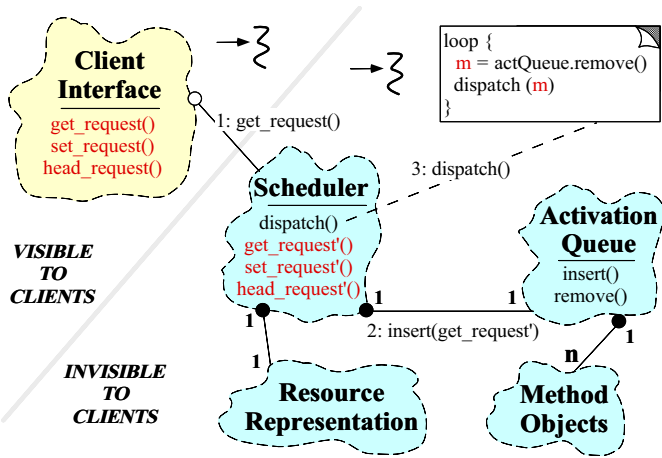 Client
Interface
get_request()
set_request()
head_request()
loop {
m = actQueue.remove()
dispatch (m)
}
1: get_request()
3: dispatch()
Scheduler
dispatch()
get_request'()
set_request'()
head_request'()
Activation
Queue
insert()
remove()
VISIBLE
TO
CLIENTS
1
1
2: insert(get_request')
1
1
n
1
INVISIBLE
TO
CLIENTS
Resource
Representation
Method
Objects